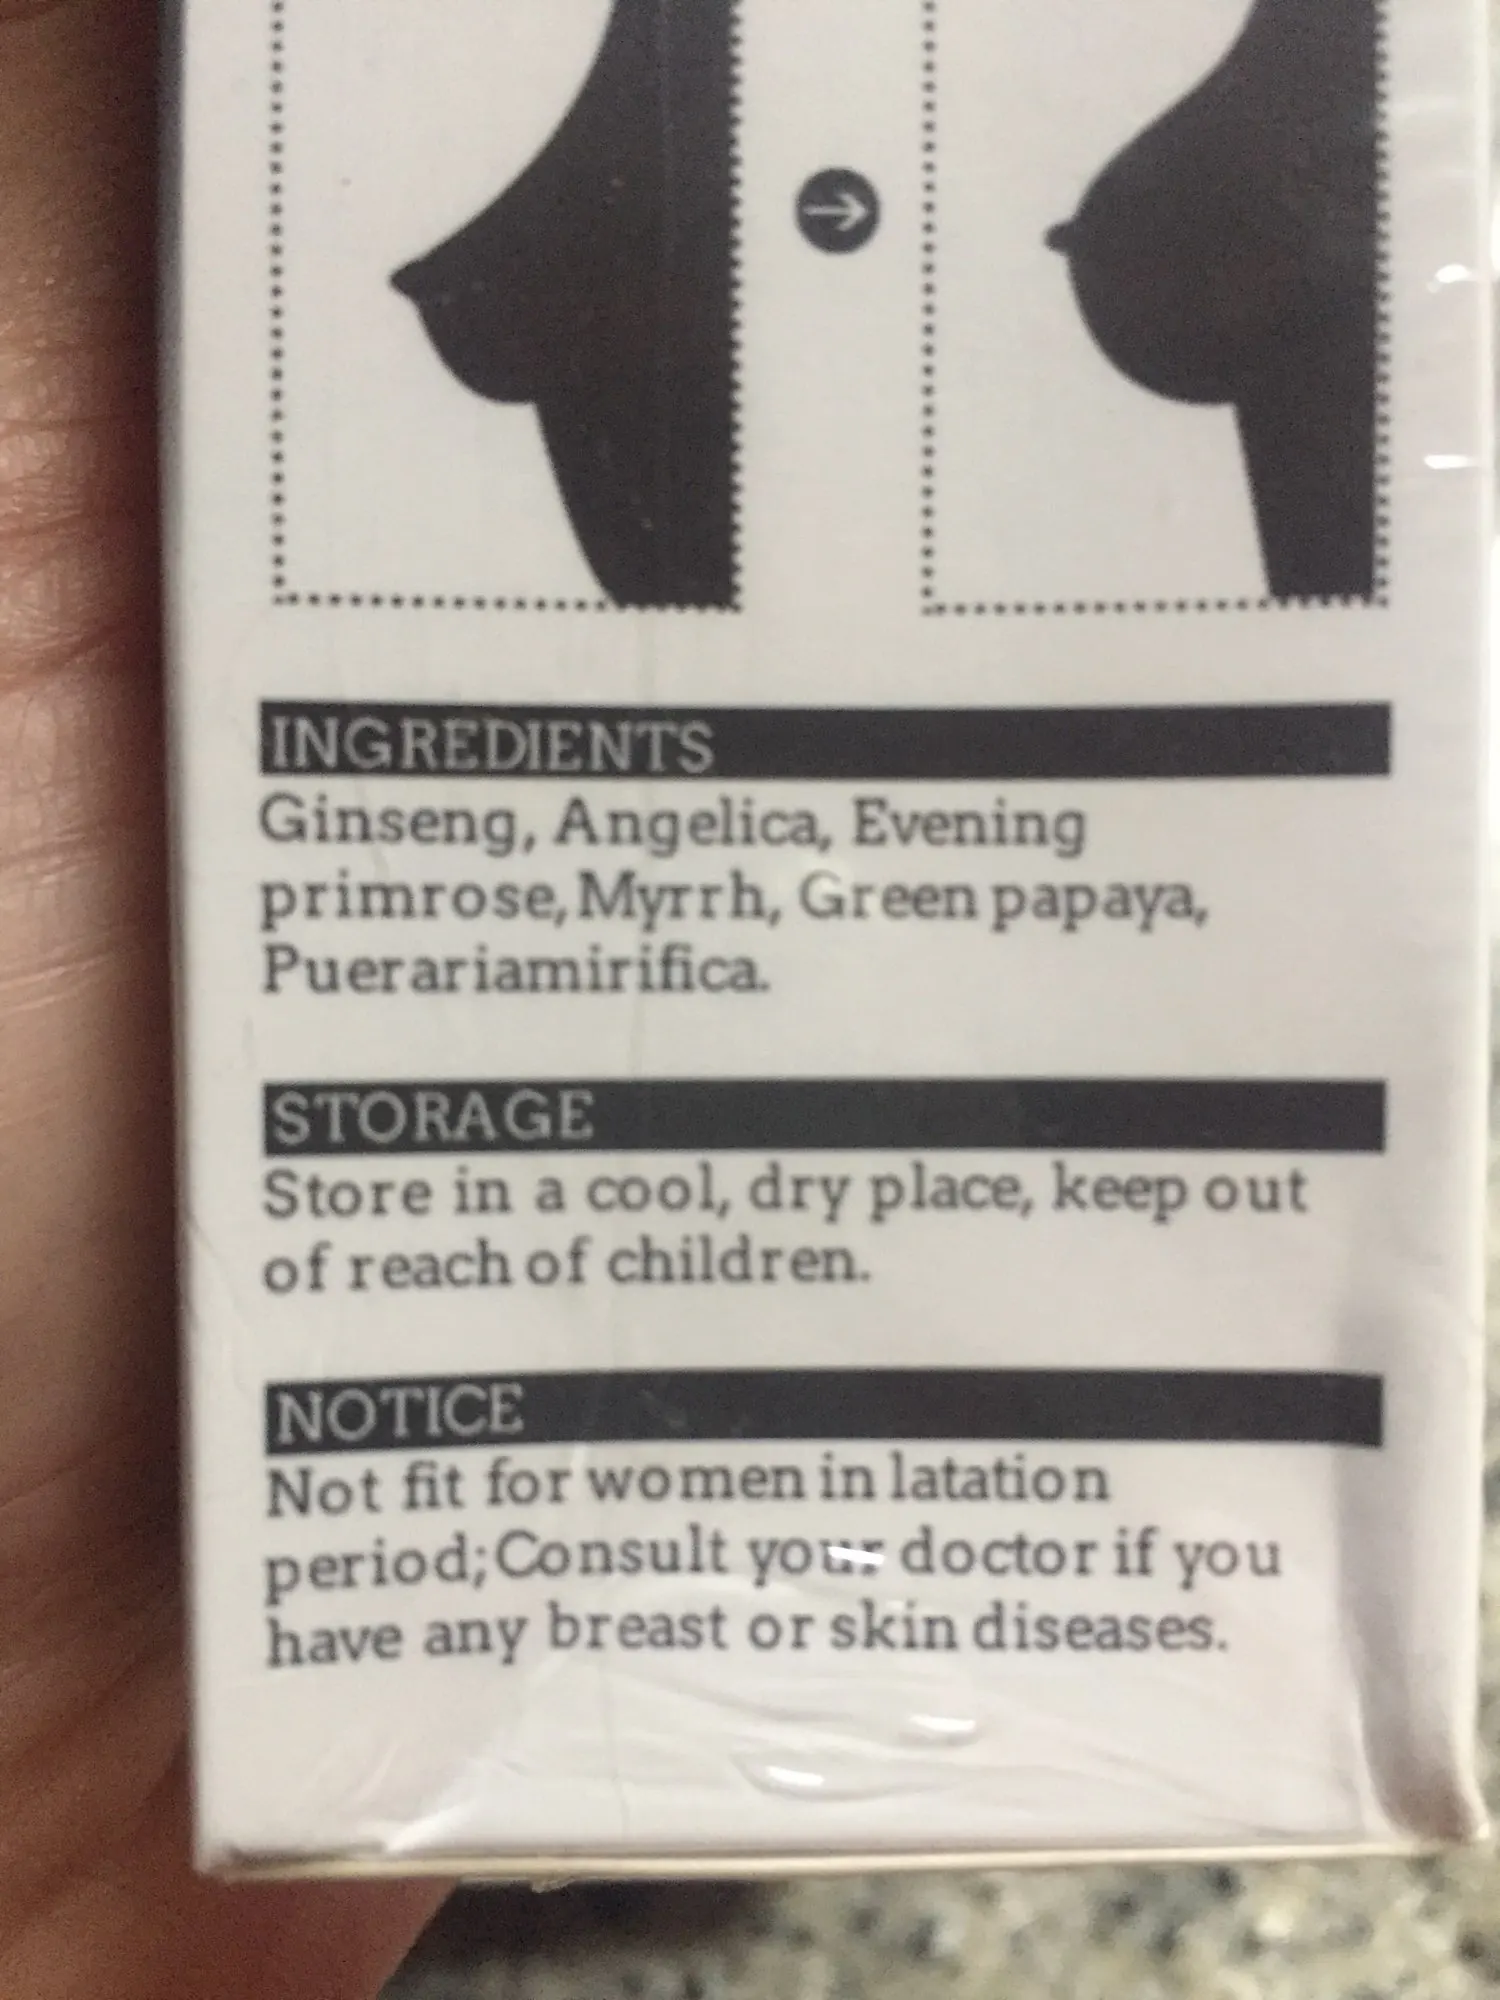 INGREDIENTS
Ginseng, Angelica, Evening
primrose, Myrrh, Green papaya,
Puerariamirifica.
STORAGE
Store in a cool, dry place, keep out
of reach of children.
NOTICE
Not fit for women in latation
period;Consult your doctor if you
have any breast or skin diseases.